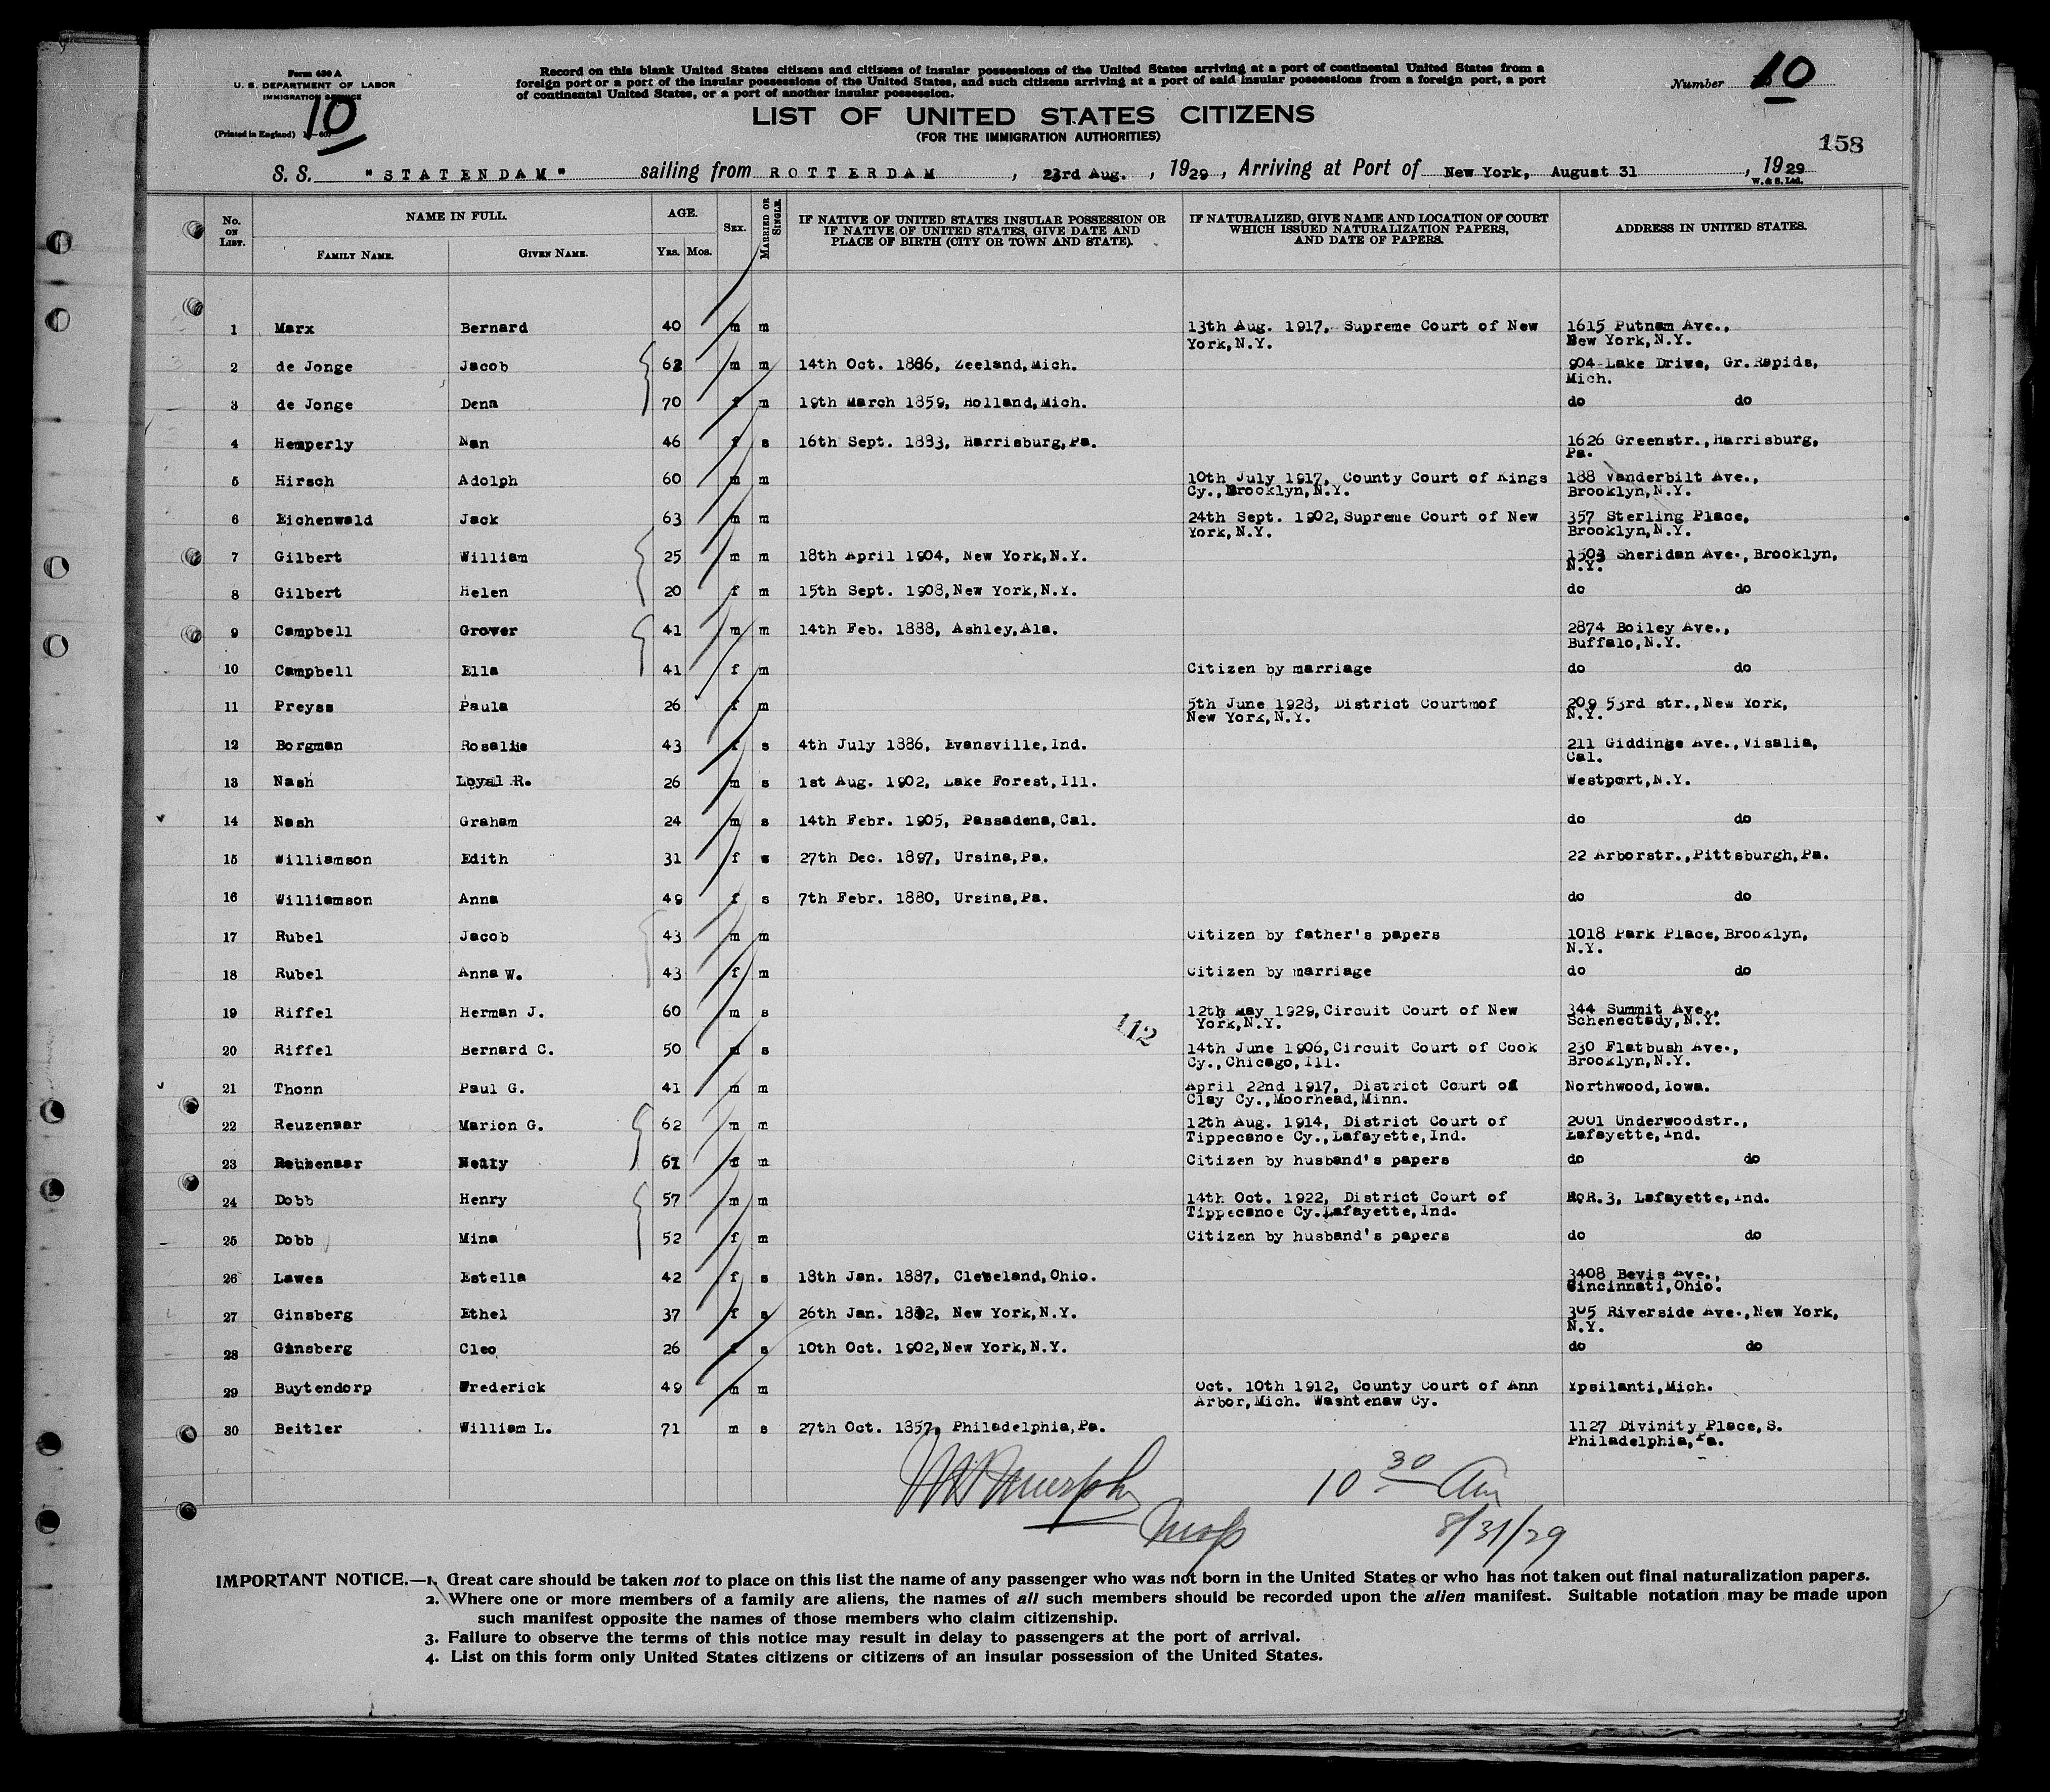 Form 630 A
U. S. DEPARTMENT OF LABOR
IMMIGRATION SERVICE
(Printed in England)
10
Record on this blank United States citizens and citizens of insular possessions of the United States arriving at a port of continental United States from a
foreign port or a port of the insular possessions of the United States, and such citizens arriving at a port of said insular possessions from a foreign port, a port
of continental United States, or a port of another insular possession.
Number 10
LIST OF UNITED STATES CITIZENS
(FOR THE IMMIGRATION AUTHORITIES)
158
S. S. "STATENDAM" sailing from ROTTERDAM , 23rd Aug. , 1929 , Arriving at Port of New York, August 31 , 1929
W. & S. Ltd.
No. ON LIST. NAME IN FULL. FAMILY NAME. GIVEN NAME. AGE. YRS. MOS. SEX. MARRIED OR SINGLE. IF NATIVE OF UNITED STATES INSULAR POSSESSION OR IF NATIVE OF UNITED STATES, GIVE DATE AND PLACE OF BIRTH (CITY OR TOWN AND STATE). IF NATURALIZED, GIVE NAME AND LOCATION OF COURT WHICH ISSUED NATURALIZATION PAPERS, AND DATE OF PAPERS. ADDRESS IN UNITED STATES.
1 Marx Bernard 40 m m 13th Aug. 1917, Supreme Court of New 1615 Putnam Ave.,
York,N.Y. New York,N.Y.
2 de Jonge Jacob 62 m m 14th Oct. 1886, Zeeland,Mich. 904 Lake Drive, Gr.Rapids,
Mich.
3 de Jonge Dena 70 f m 19th March 1859, Holland,Mich. do do
4 Hemperly Nan 46 f s 16th Sept. 1883, Harrisburg,Pa. 1626 Greenstr.,Harrisburg,
Pa.
5 Hirsch Adolph 60 m m 10th July 1917, County Court of Kings 188 Vanderbilt Ave.,
Cy.,Brooklyn,N.Y. Brooklyn,N.Y.
6 Eichenwald Jack 63 m m 24th Sept. 1902,Supreme Court of New 357 Sterling Place,
York,N.Y. Brooklyn,N.Y.
7 Gilbert William 25 m m 18th April 1904, New York,N.Y. 1503 Sheridan Ave.,Brooklyn,
N.Y.
8 Gilbert Helen 20 f m 15th Sept. 1908,New York,N.Y. do do
9 Campbell Grover 41 m m 14th Feb. 1888, Ashley,Ala. 2874 Boiley Ave.,
Buffalo,N.Y.
10 Campbell Ella 41 f m Citizen by marriage do do
11 Preyss Paula 26 f m 5th June 1928, District Courtmof 209 53rd str.,New York,
New York,N.Y. N.Y.
12 Borgman Rosalie 43 f s 4th July 1886, Evansville,Ind. 211 Giddings Ave.,Visalia,
Cal.
13 Nash Loyal R. 26 m s 1st Aug. 1902, Lake Forest,Ill. Westport,N.Y.
14 Nash Graham 24 m s 14th Febr. 1905, Passadena,Cal. do do
15 Williamson Edith 31 f s 27th Dec. 1897, Ursina,Pa. 22 Arborstr.,Pittsburgh,Pa.
16 Williamson Anna 49 f s 7th Febr. 1880, Ursina,Pa. do do
17 Rubel Jacob 43 m m Citizen by father's papers 1018 Park Place,Brooklyn,
N.Y.
18 Rubel Anna W. 43 f m Citizen by marriage do do
19 Riffel Herman J. 60 m s 12th May 1929,Circuit Court of New 344 Summit Ave.,
York,N.Y. Schenectady,N.Y.
112
20 Riffel Bernard C. 50 m s 14th June 1906,Circuit Court of Cook 230 Flatbush Ave.,
Cy.,Chicago,Ill. Brooklyn,N.Y.
21 Thonn Paul G. 41 m m April 22nd 1917, District Court of Northwood,Iowa.
Clay Cy.,Moorhead,Minn.
22 Reuzenaar Marion G. 62 m m 12th Aug. 1914, District Court of 2001 Underwoodstr.,
Tippecanoe Cy.,Lafayette,Ind. Lafayette,Ind.
23 Reuzenaar Nelly 61 f m Citizen by husband's papers do do
24 Dobb Henry 57 m m 14th Oct. 1922, District Court of R.R.3, Lafayette,Ind.
Tippecanoe Cy.Lafayette,Ind.
25 Dobb Mina 52 f m Citizen by husband's papers do do
26 Lawes Estella 42 f s 18th Jan. 1887, Cleveland,Ohio. 3408 Bevis Ave.,
Cincinnati,Ohio.
27 Ginsberg Ethel 37 f s 26th Jan. 1892, New York,N.Y. 305 Riverside Ave.,New York,
N.Y.
28 Ginsberg Cleo 26 f s 10th Oct. 1902,New York,N.Y. do do
29 Buytendorp Frederick 49 m m Oct. 10th 1912, County Court of Ann Ypsilanti,Mich.
Arbor,Mich. Washtenaw Cy.
30 Beitler William L. 71 m s 27th Oct. 1857, Philadelphia,Pa. 1127 Divinity Place,S.
Philadelphia,Pa.
Murphy
10 30 Am
8/31/29
IMPORTANT NOTICE.—1. Great care should be taken not to place on this list the name of any passenger who was not born in the United States or who has not taken out final naturalization papers.
2. Where one or more members of a family are aliens, the names of all such members should be recorded upon the alien manifest. Suitable notation may be made upon
such manifest opposite the names of those members who claim citizenship.
3. Failure to observe the terms of this notice may result in delay to passengers at the port of arrival.
4. List on this form only United States citizens or citizens of an insular possession of the United States.